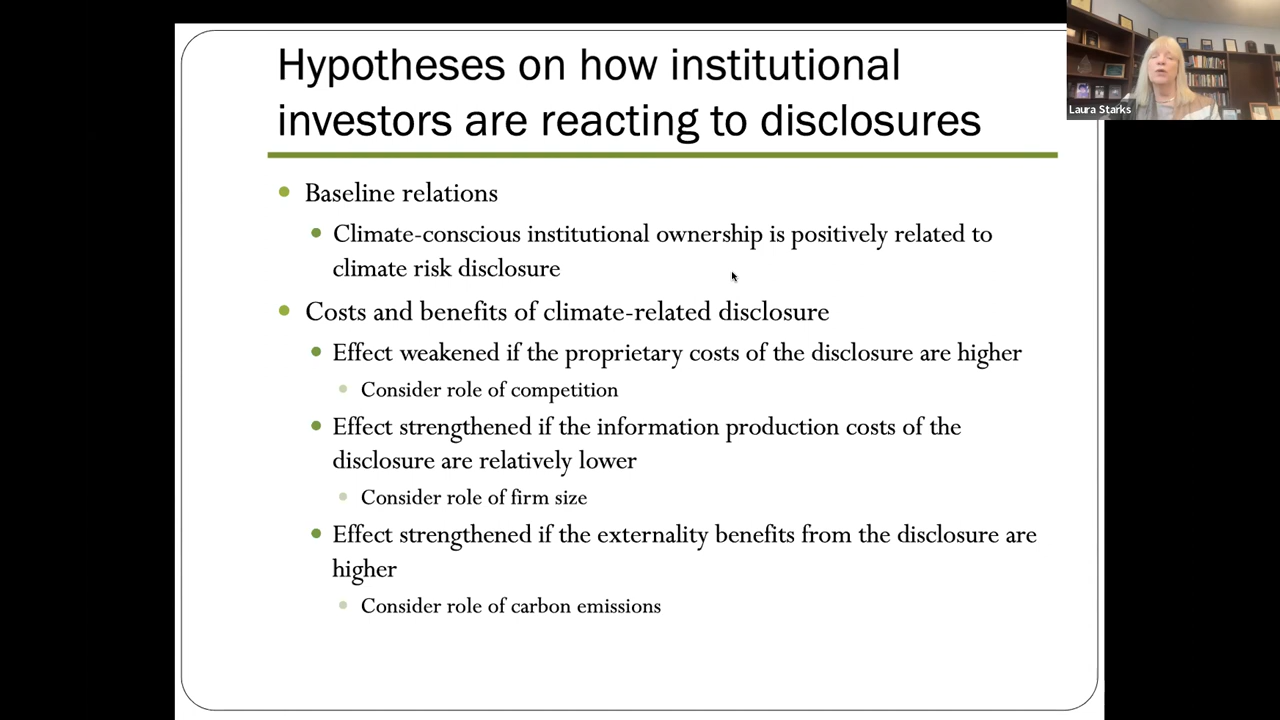 Hypotheses on how institutional
investors are reacting to disclosures
Laura Starks
Baseline relations
Climate-conscious institutional ownership is positively related to
climate risk disclosure
Costs and benefits of climate-related disclosure
Effect weakened if the proprietary costs of the disclosure are higher
Consider role of competition
Effect strengthened if the information production costs of the
disclosure are relatively lower
Consider role of firm size
Effect strengthened if the externality benefits from the disclosure are
higher
Consider role of carbon emissions